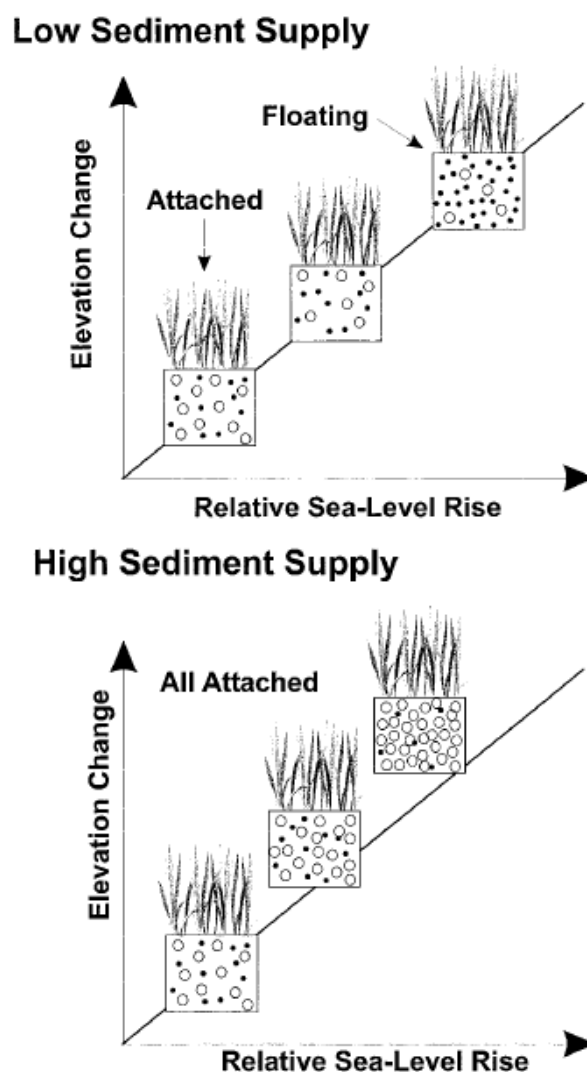 Low Sediment Supply
Floating
Attached
Elevation Change
Relative Sea-Level Rise
High Sediment Supply
All Attached
Elevation Change
Relative Sea-Level Rise